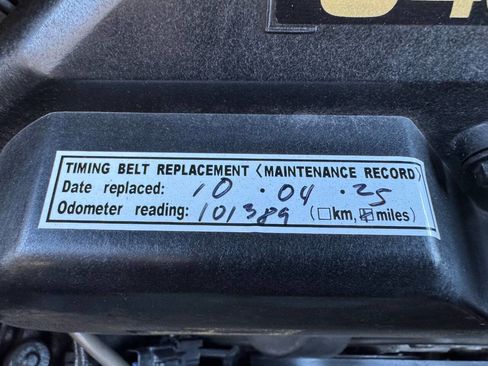 TIMING BELT REPLACEMENT (MAINTENANCE RECORD)
Date replaced: 10 . 04 . 25
Odometer reading: 101389 (☐km, ☒miles)